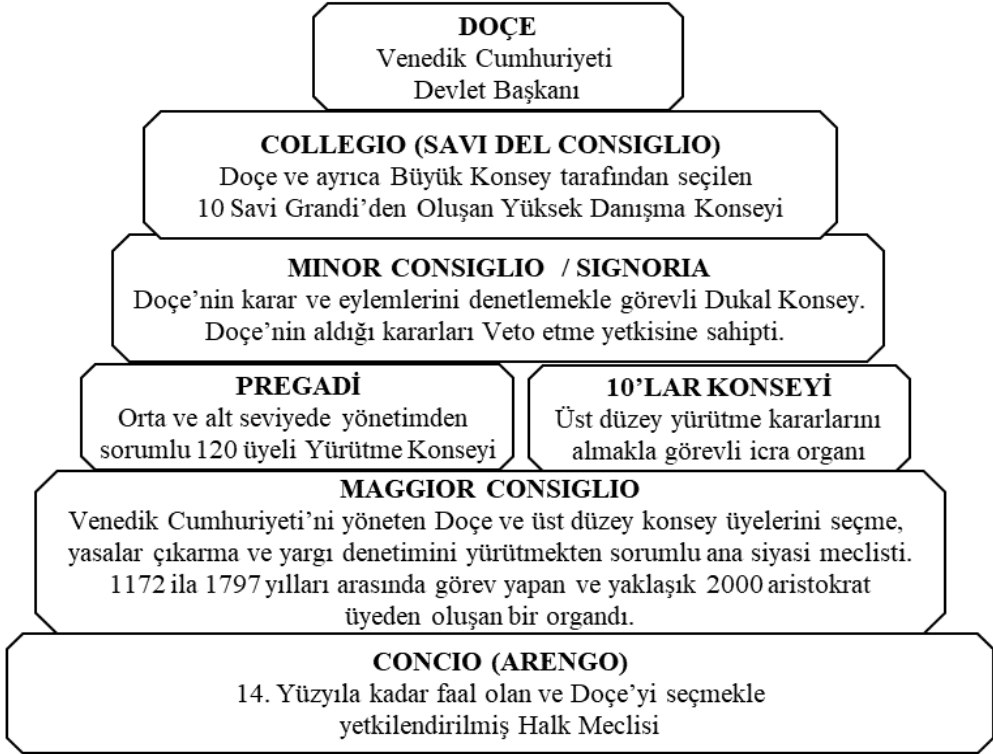 DOÇE
Venedik Cumhuriyeti
Devlet Başkanı
COLLEGIO (SAVI DEL CONSIGLIO)
Doçe ve ayrıca Büyük Konsey tarafından seçilen
10 Savi Grandi’den Oluşan Yüksek Danışma Konseyi
MINOR CONSIGLIO / SIGNORIA
Doçe’nin karar ve eylemlerini denetlemekle görevli Dukal Konsey.
Doçe’nin aldığı kararları Veto etme yetkisine sahipti.
PREGADİ
Orta ve alt seviyede yönetimden
sorumlu 120 üyeli Yürütme Konseyi
10’LAR KONSEYİ
Üst düzey yürütme kararlarını
almakla görevli icra organı
MAGGIOR CONSIGLIO
Venedik Cumhuriyeti’ni yöneten Doçe ve üst düzey konsey üyelerini seçme,
yasalar çıkarma ve yargı denetimini yürütmekten sorumlu ana siyasi meclisti.
1172 ila 1797 yılları arasında görev yapan ve yaklaşık 2000 aristokrat
üyeden oluşan bir organdı.
CONCIO (ARENGO)
14. Yüzyıla kadar faal olan ve Doçe’yi seçmekle
yetkilendirilmiş Halk Meclisi